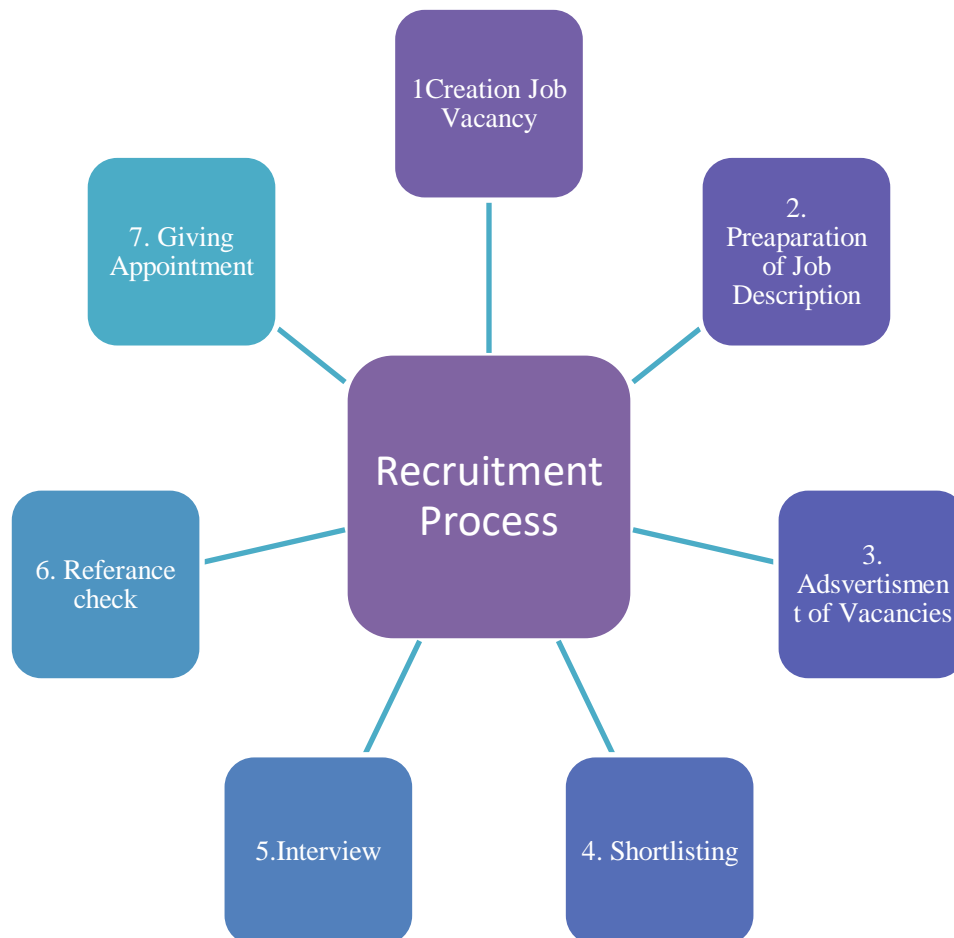 1Creation Job
Vacancy
2.
Preaparation
of Job
Description
3.
Adsvertismen
t of Vacancies
4. Shortlisting
5.Interview
6. Referance
check
7. Giving
Appointment
Recruitment
Process